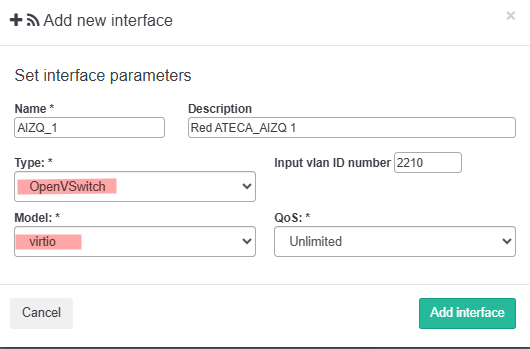 Add new interface
×
Set interface parameters
Name *
Description
AIZQ_1
Red ATECA_AIZQ 1
Type: *
Input vlan ID number 2210
OpenVSwitch
Model: *
QoS: *
virtio
Unlimited
Cancel
Add interface